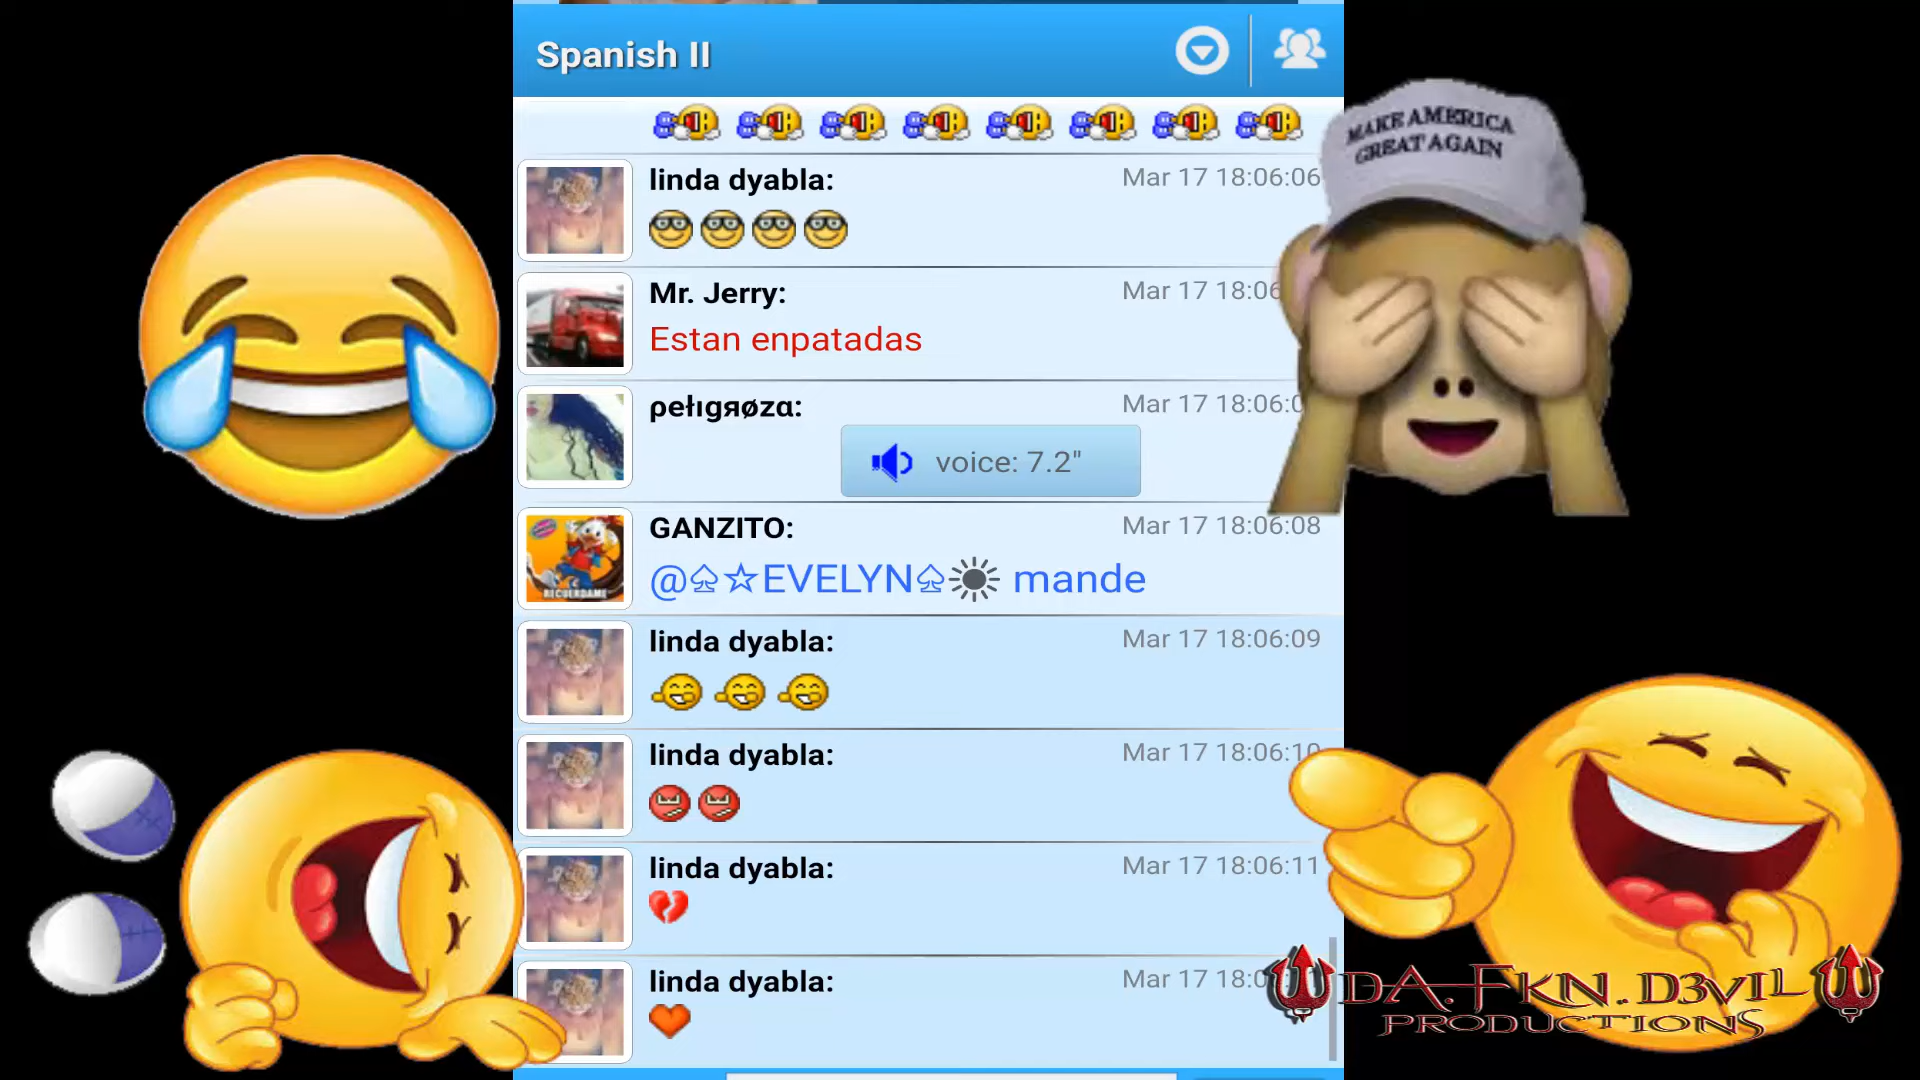 Spanish II
MAKE AMERICA
GREAT AGAIN
linda dyabla:
Mar 17 18:06:06
Mr. Jerry:
Mar 17 18:06
Estan enpatadas
ρełıgяøzα:
Mar 17 18:06:0
voice: 7.2"
GANZITO:
Mar 17 18:06:08
@♤☆EVELYN♤☀ mande
RECUERDAME
linda dyabla:
Mar 17 18:06:09
linda dyabla:
Mar 17 18:06:10
linda dyabla:
Mar 17 18:06:11
linda dyabla:
Mar 17 18:0
DA.FKN.D3VIL
PRODUCTIONS